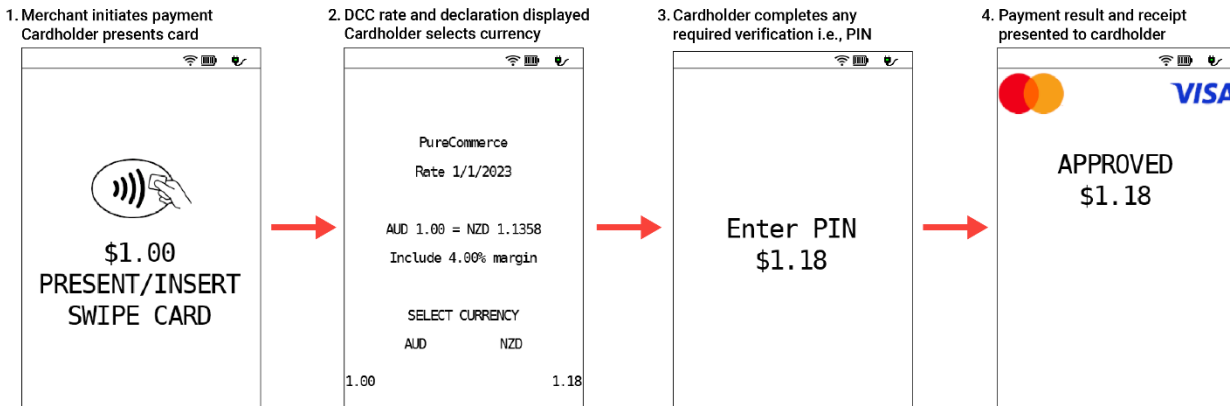 1. Merchant initiates payment
Cardholder presents card
$1.00
PRESENT/INSERT
SWIPE CARD
2. DCC rate and declaration displayed
Cardholder selects currency
PureCommerce
Rate 1/1/2023
AUD 1.00 = NZD 1.1358
Include 4.00% margin
SELECT CURRENCY
AUD NZD
1.00 1.18
3. Cardholder completes any
required verification i.e., PIN
Enter PIN
$1.18
4. Payment result and receipt
presented to cardholder
VISA
APPROVED
$1.18